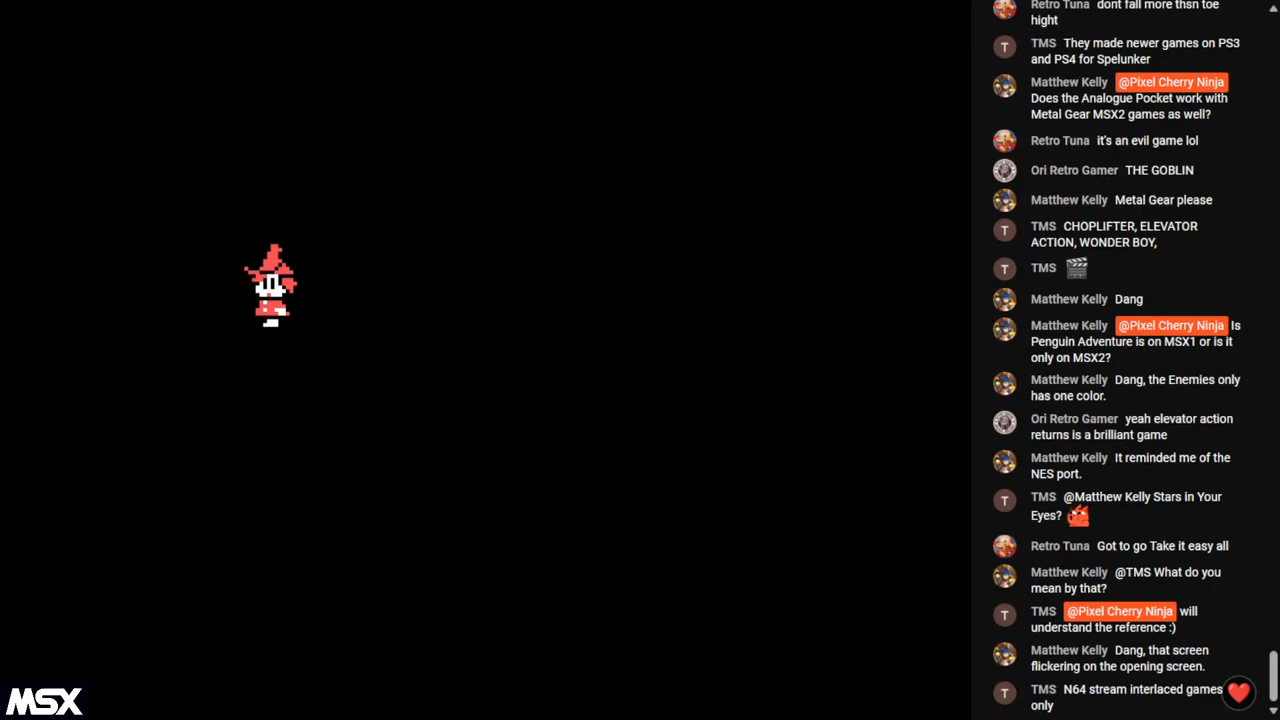 Retro Tuna dont fall more thsn toe
hight
T TMS They made newer games on PS3
and PS4 for Spelunker
Matthew Kelly @Pixel Cherry Ninja
Does the Analogue Pocket work with
Metal Gear MSX2 games as well?
Retro Tuna it's an evil game lol
Ori Retro Gamer THE GOBLIN
Matthew Kelly Metal Gear please
T TMS CHOPLIFTER, ELEVATOR
ACTION, WONDER BOY,
T TMS
Matthew Kelly Dang
Matthew Kelly @Pixel Cherry Ninja Is
Penguin Adventure is on MSX1 or is it
only on MSX2?
Matthew Kelly Dang, the Enemies only
has one color.
Ori Retro Gamer yeah elevator action
returns is a brilliant game
Matthew Kelly It reminded me of the
NES port.
T TMS @Matthew Kelly Stars in Your
Eyes?
Retro Tuna Got to go Take it easy all
Matthew Kelly @TMS What do you
mean by that?
T TMS @Pixel Cherry Ninja will
understand the reference :)
Matthew Kelly Dang, that screen
flickering on the opening screen.
T TMS N64 stream interlaced games
only
MSX